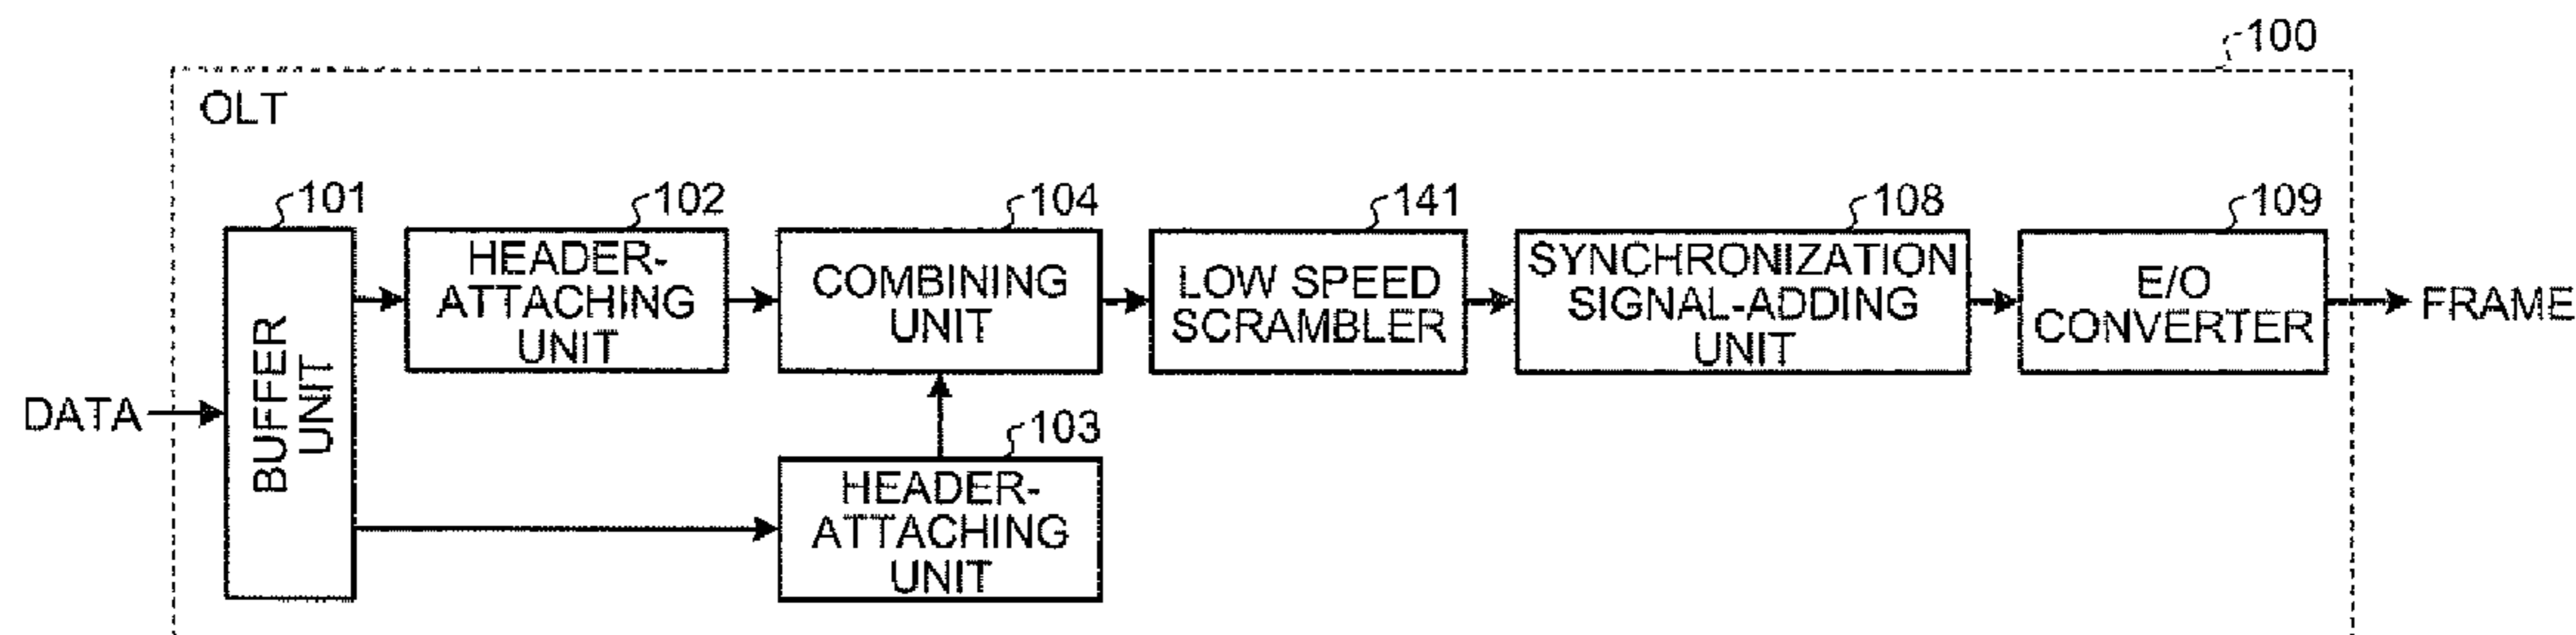 100
OLT
101
102
104
141
108
109
BUFFER
UNIT
HEADER-
ATTACHING
UNIT
COMBINING
UNIT
LOW SPEED
SCRAMBLER
SYNCHRONIZATION
SIGNAL-ADDING
UNIT
E/O
CONVERTER
FRAME
DATA
103
HEADER-
ATTACHING
UNIT